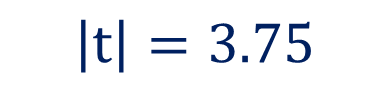 |t| = 3.75